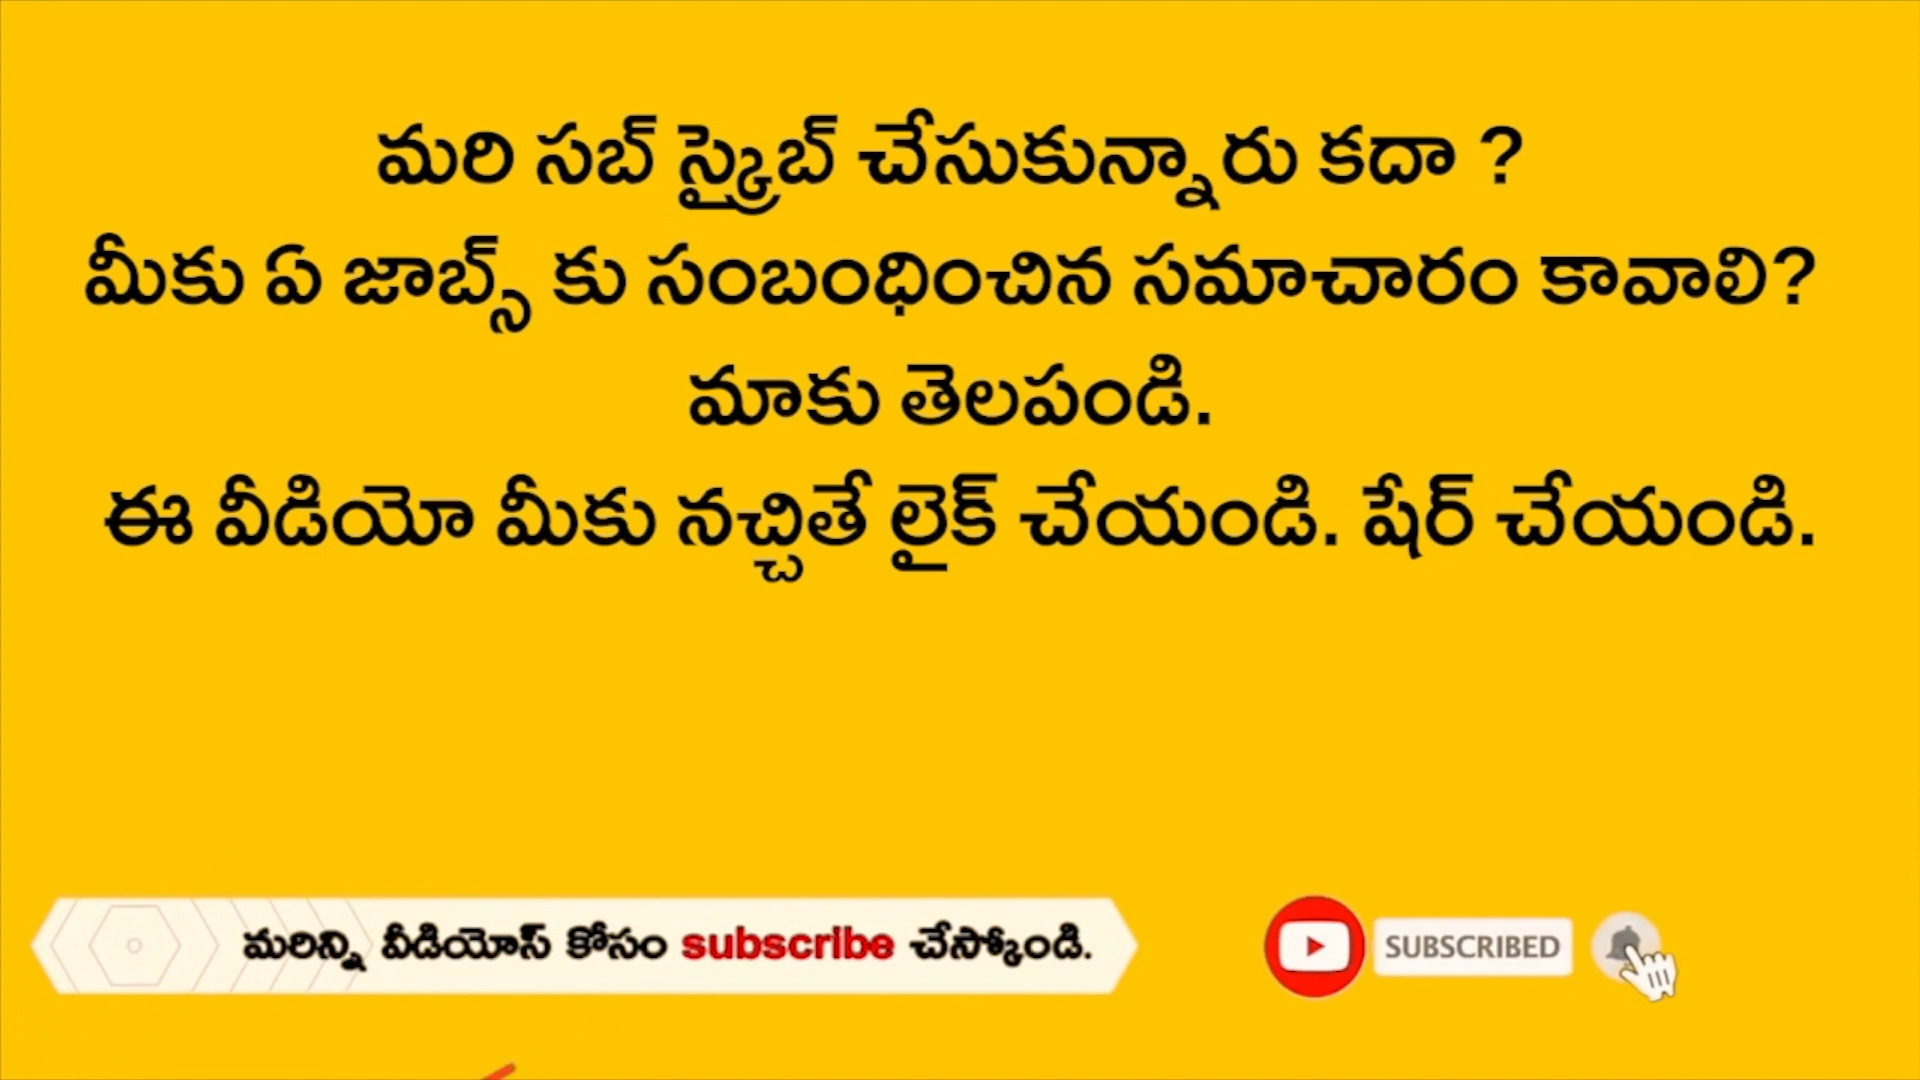 మరి సబ్ స్క్రైబ్ చేసుకున్నారు కదా ?
మీకు ఏ జాబ్స్ కు సంబంధించిన సమాచారం కావాలి?
మాకు తెలపండి.
ఈ వీడియో మీకు నచ్చితే లైక్ చేయండి. షేర్ చేయండి.
మరిన్ని వీడియోస్ కోసం subscribe చేస్కోండి.
SUBSCRIBED